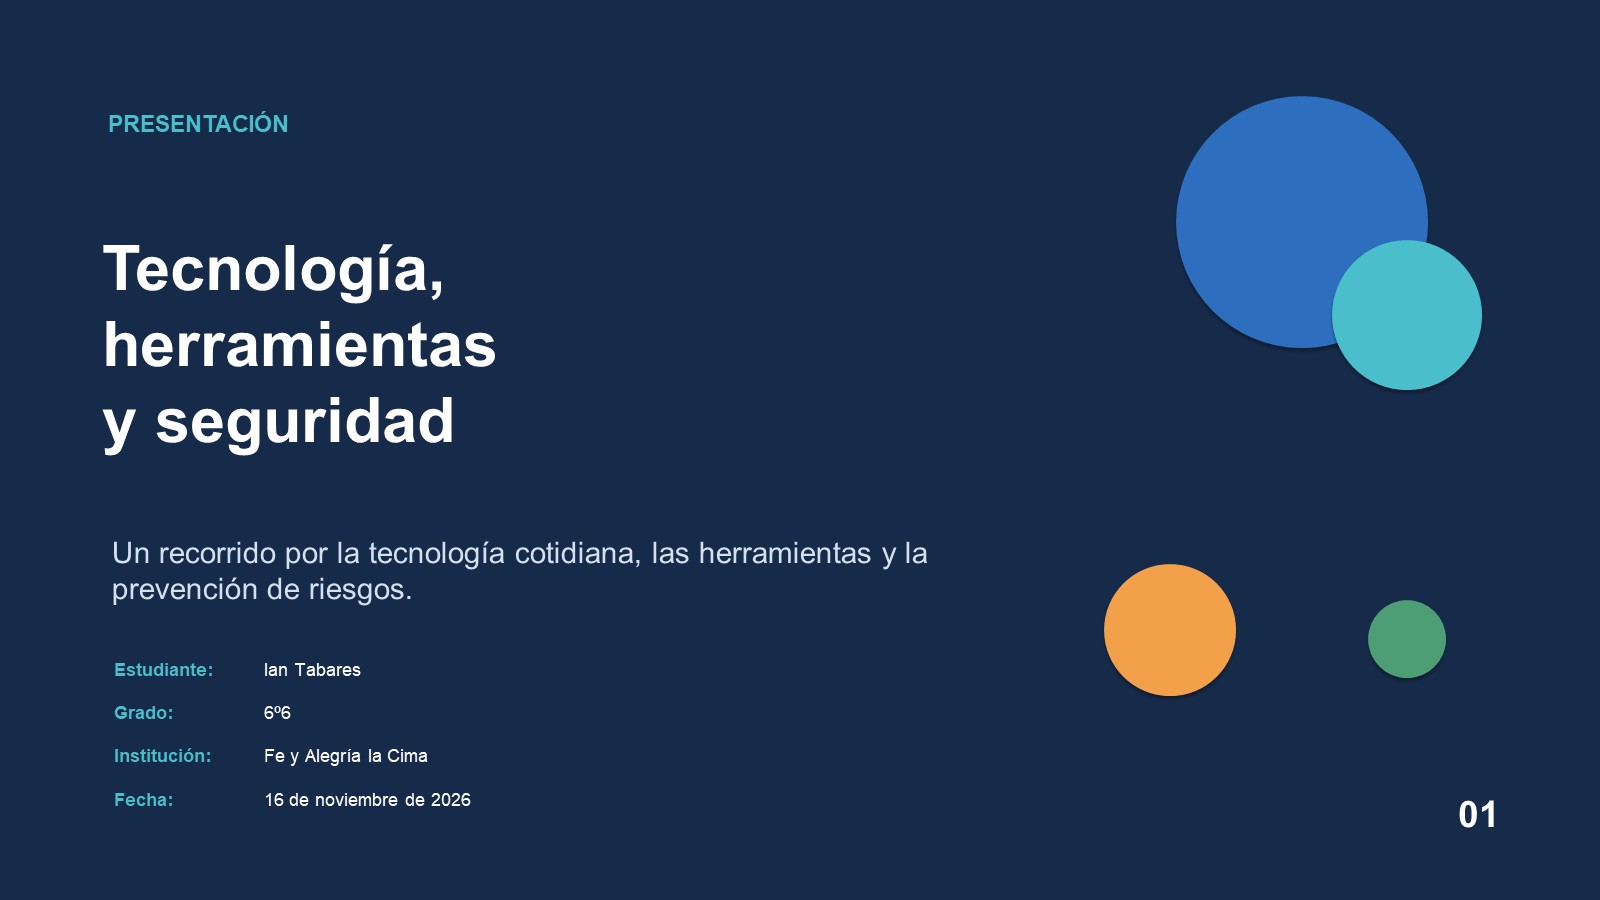 PRESENTACIÓN
Tecnología,
herramientas
y seguridad
Un recorrido por la tecnología cotidiana, las herramientas y la
prevención de riesgos.
Estudiante: Ian Tabares
Grado: 6º6
Institución: Fe y Alegría la Cima
Fecha: 16 de noviembre de 2026
01